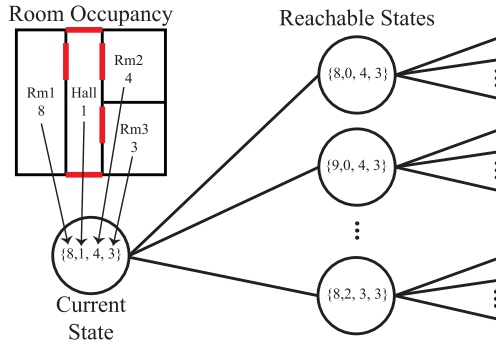 Room Occupancy
Reachable States
Rm1
8
Hall
1
Rm2
4
Rm3
3
{8,0, 4, 3}
{9,0, 4, 3}
{8,1, 4, 3}
{8,2, 3, 3}
Current
State